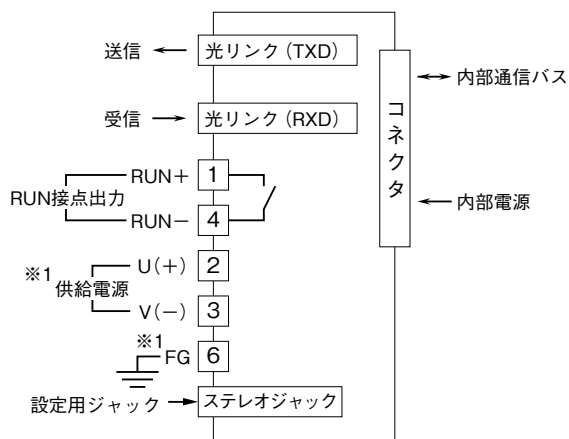 送信
光リンク (TXD)
受信
光リンク (RXD)
コネクタ
内部通信バス
内部電源
RUN接点出力
RUN＋
1
RUN－
4
※1
供給電源
U(＋)
2
V(－)
3
※1
FG
6
設定用ジャック
ステレオジャック